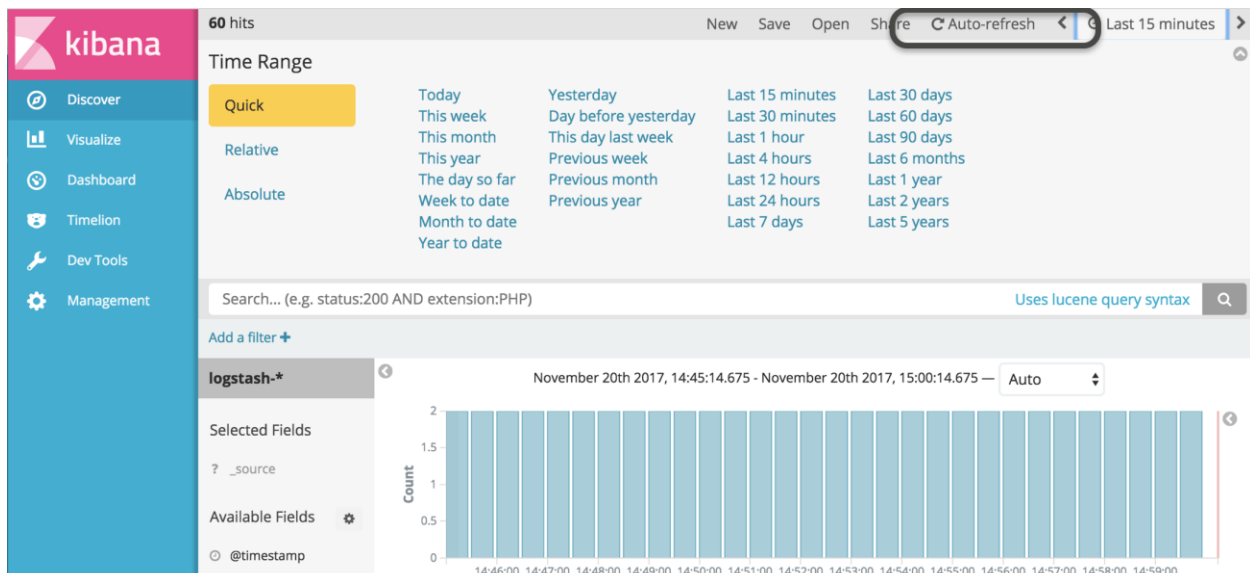 kibana
Discover
Visualize
Dashboard
Timelion
Dev Tools
Management
60 hits
New Save Open Share Auto-refresh Last 15 minutes
Time Range
Quick
Relative
Absolute
Today
This week
This month
This year
The day so far
Week to date
Month to date
Year to date
Yesterday
Day before yesterday
This day last week
Previous week
Previous month
Previous year
Last 15 minutes
Last 30 minutes
Last 1 hour
Last 4 hours
Last 12 hours
Last 24 hours
Last 7 days
Last 30 days
Last 60 days
Last 90 days
Last 6 months
Last 1 year
Last 2 years
Last 5 years
Search... (e.g. status:200 AND extension:PHP)
Uses lucene query syntax
Add a filter +
logstash-*
Selected Fields
? _source
Available Fields
@timestamp
November 20th 2017, 14:45:14.675 - November 20th 2017, 15:00:14.675 — Auto
Count
2
1.5
1
0.5
0
14:46:00 14:47:00 14:48:00 14:49:00 14:50:00 14:51:00 14:52:00 14:53:00 14:54:00 14:55:00 14:56:00 14:57:00 14:58:00 14:59:00